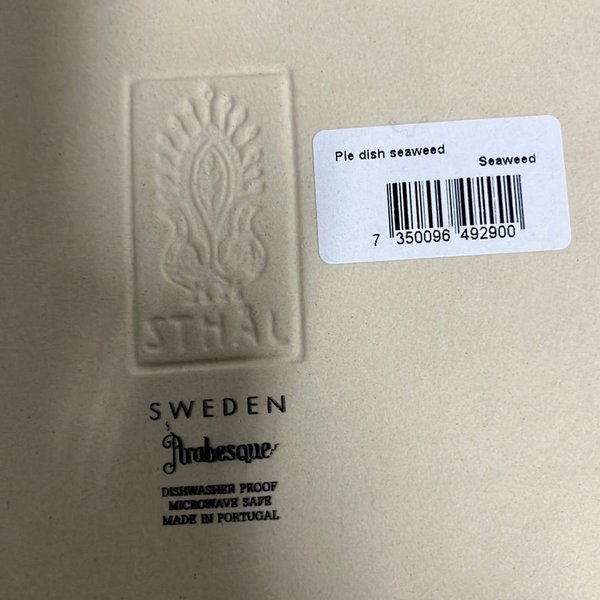 STHÅL
SWEDEN
Arabesque
DISHWASHER PROOF
MICROWAVE SAFE
MADE IN PORTUGAL
Pie dish seaweed
Seaweed
7 350096 492900